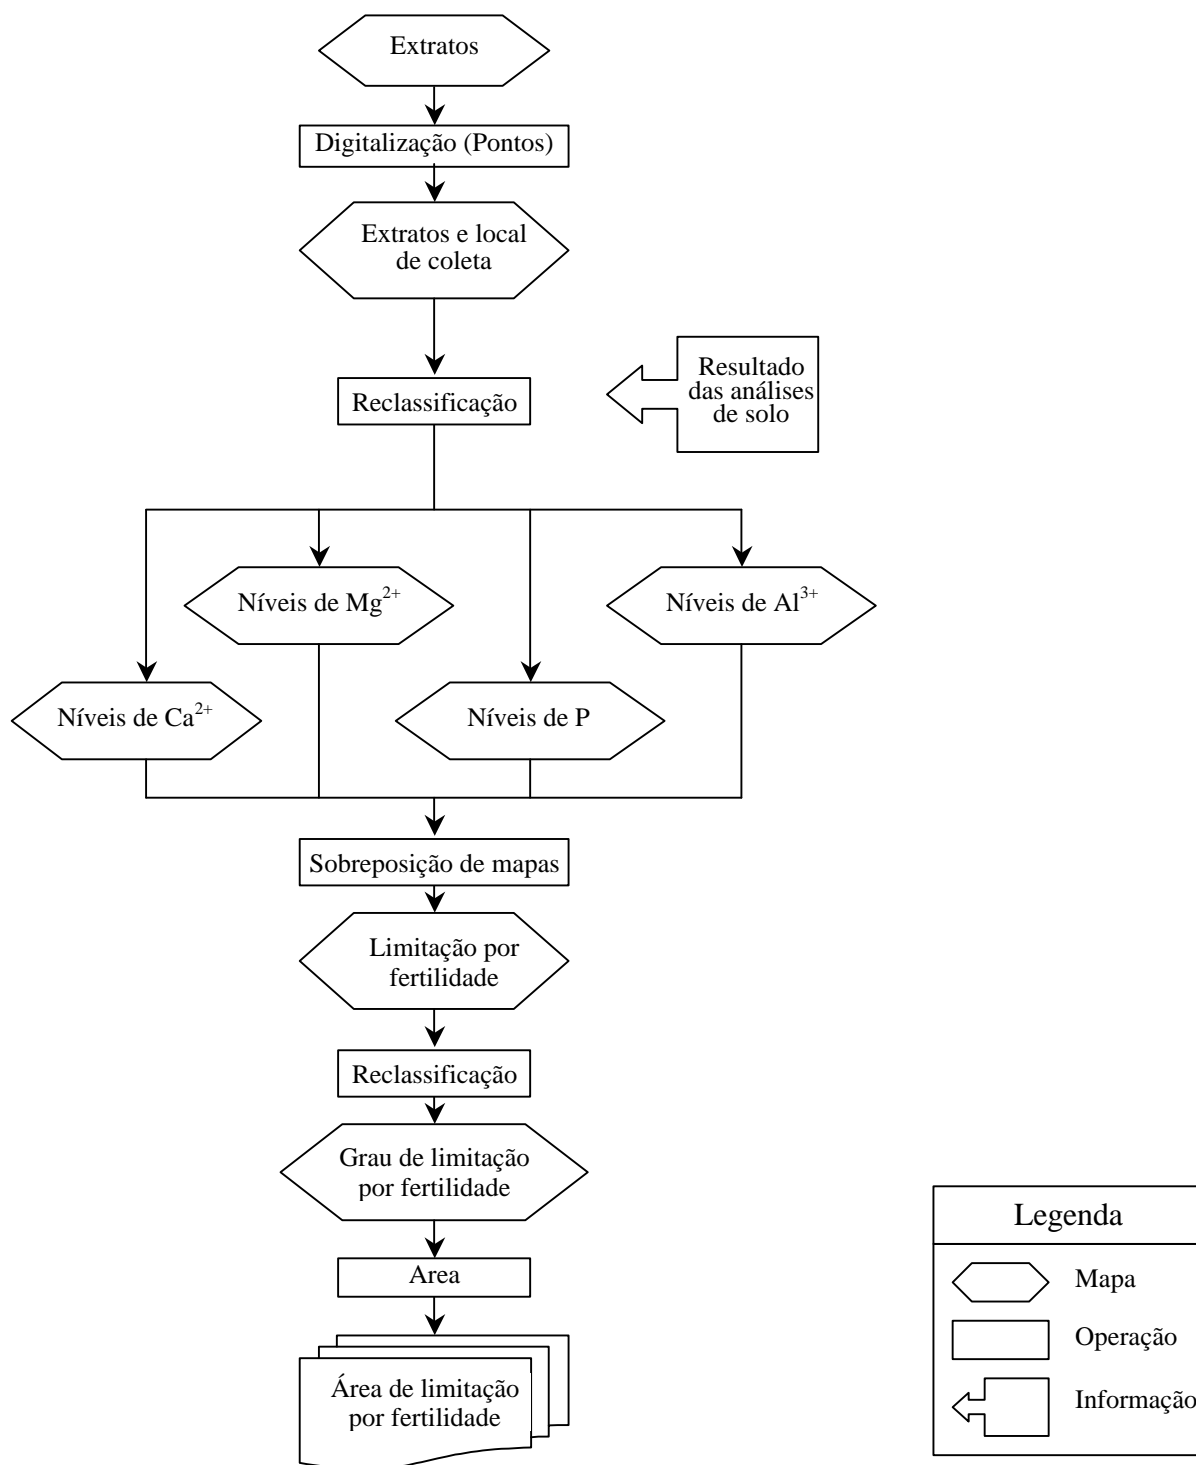 Extratos
Digitalização (Pontos)
Extratos e local
de coleta
Reclassificação
Resultado
das análises
de solo
Níveis de Mg²⁺
Níveis de Al³⁺
Níveis de Ca²⁺
Níveis de P
Sobreposição de mapas
Limitação por
fertilidade
Reclassificação
Grau de limitação
por fertilidade
Area
Área de limitação
por fertilidade
Legenda
Mapa
Operação
Informação